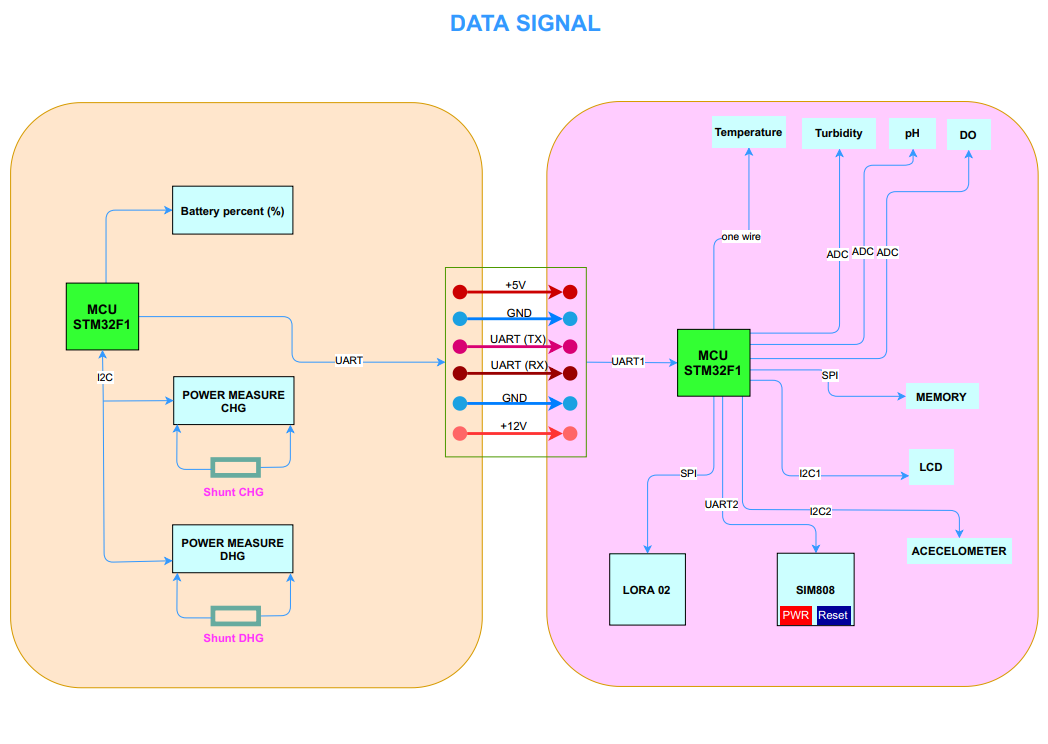 DATA SIGNAL
Battery percent (%)
MCU
STM32F1
I2C
UART
POWER MEASURE
CHG
Shunt CHG
POWER MEASURE
DHG
Shunt DHG
+5V
GND
UART (TX)
UART (RX)
GND
+12V
Temperature
Turbidity
pH
DO
one wire
ADC
ADC
ADC
UART1
MCU
STM32F1
SPI
MEMORY
LCD
I2C1
SPI
UART2
I2C2
ACECELOMETER
LORA 02
SIM808
PWR
Reset